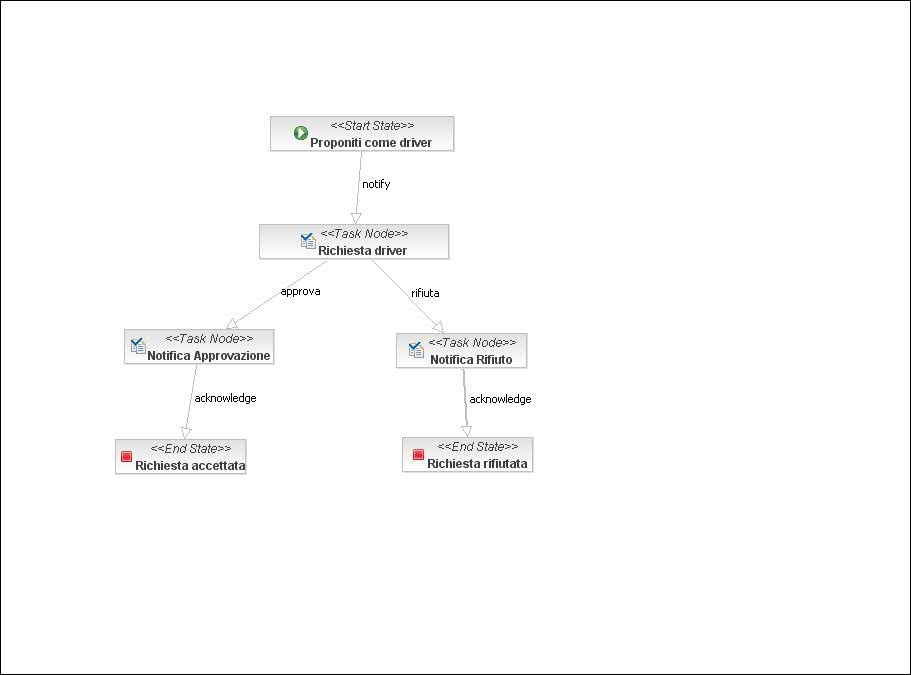 <<Start State>>
Proponiti come driver
notify
<<Task Node>>
Richiesta driver
approva
rifiuta
<<Task Node>>
Notifica Approvazione
<<Task Node>>
Notifica Rifiuto
acknowledge
acknowledge
<<End State>>
Richiesta accettata
<<End State>>
Richiesta rifiutata